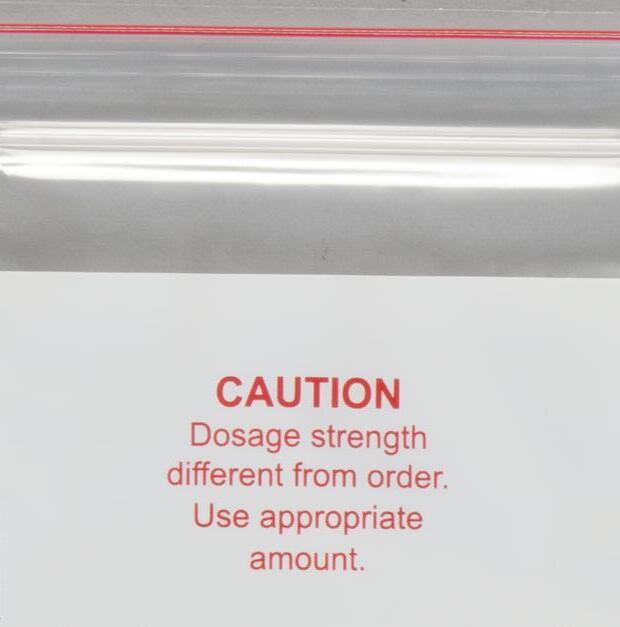 CAUTION
Dosage strength
different from order.
Use appropriate
amount.